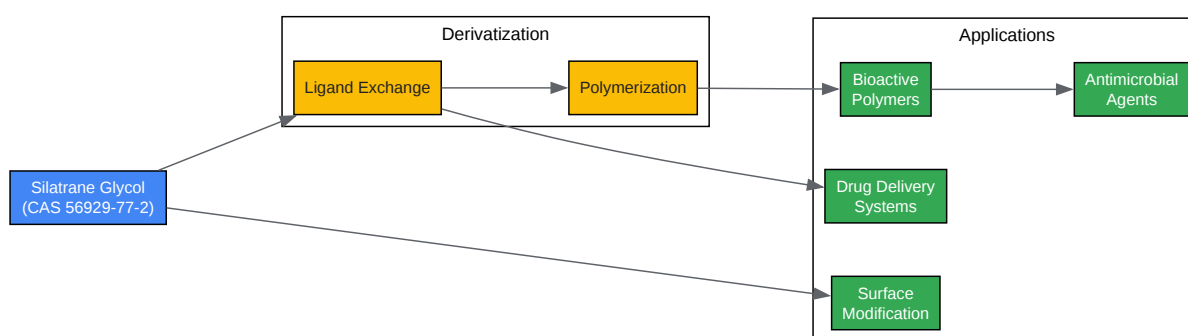 Derivatization
Applications
Ligand Exchange
Polymerization
Bioactive
Polymers
Antimicrobial
Agents
Silatrane Glycol
(CAS 56929-77-2)
Drug Delivery
Systems
Surface
Modification